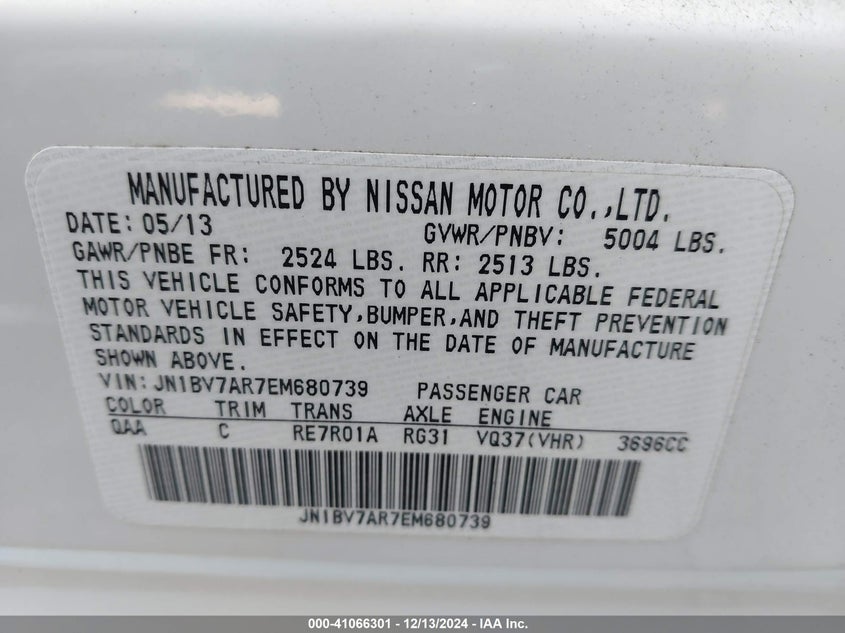 MANUFACTURED BY NISSAN MOTOR CO.,LTD.
DATE: 05/13 GVWR/PNBV: 5004 LBS.
GAWR/PNBE FR: 2524 LBS. RR: 2513 LBS.
THIS VEHICLE CONFORMS TO ALL APPLICABLE FEDERAL
MOTOR VEHICLE SAFETY,BUMPER,AND THEFT PREVENTION
STANDARDS IN EFFECT ON THE DATE OF MANUFACTURE
SHOWN ABOVE.
VIN: JN1BV7AR7EM680739 PASSENGER CAR
COLOR TRIM TRANS AXLE ENGINE
QAA C RE7R01A RG31 VQ37(VHR) 3696CC
JN1BV7AR7EM680739
000-41066301 - 12/13/2024 - IAA Inc.